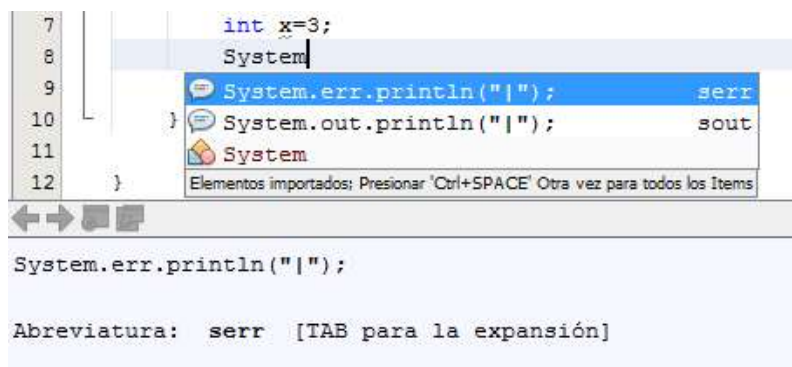 7 int x=3;
8 System
9 System.err.println("|"); serr
10 } System.out.println("|"); sout
11 System
12 } Elementos importados; Presionar 'Ctrl+SPACE' Otra vez para todos los Items
System.err.println("|");
Abreviatura: serr [TAB para la expansión]